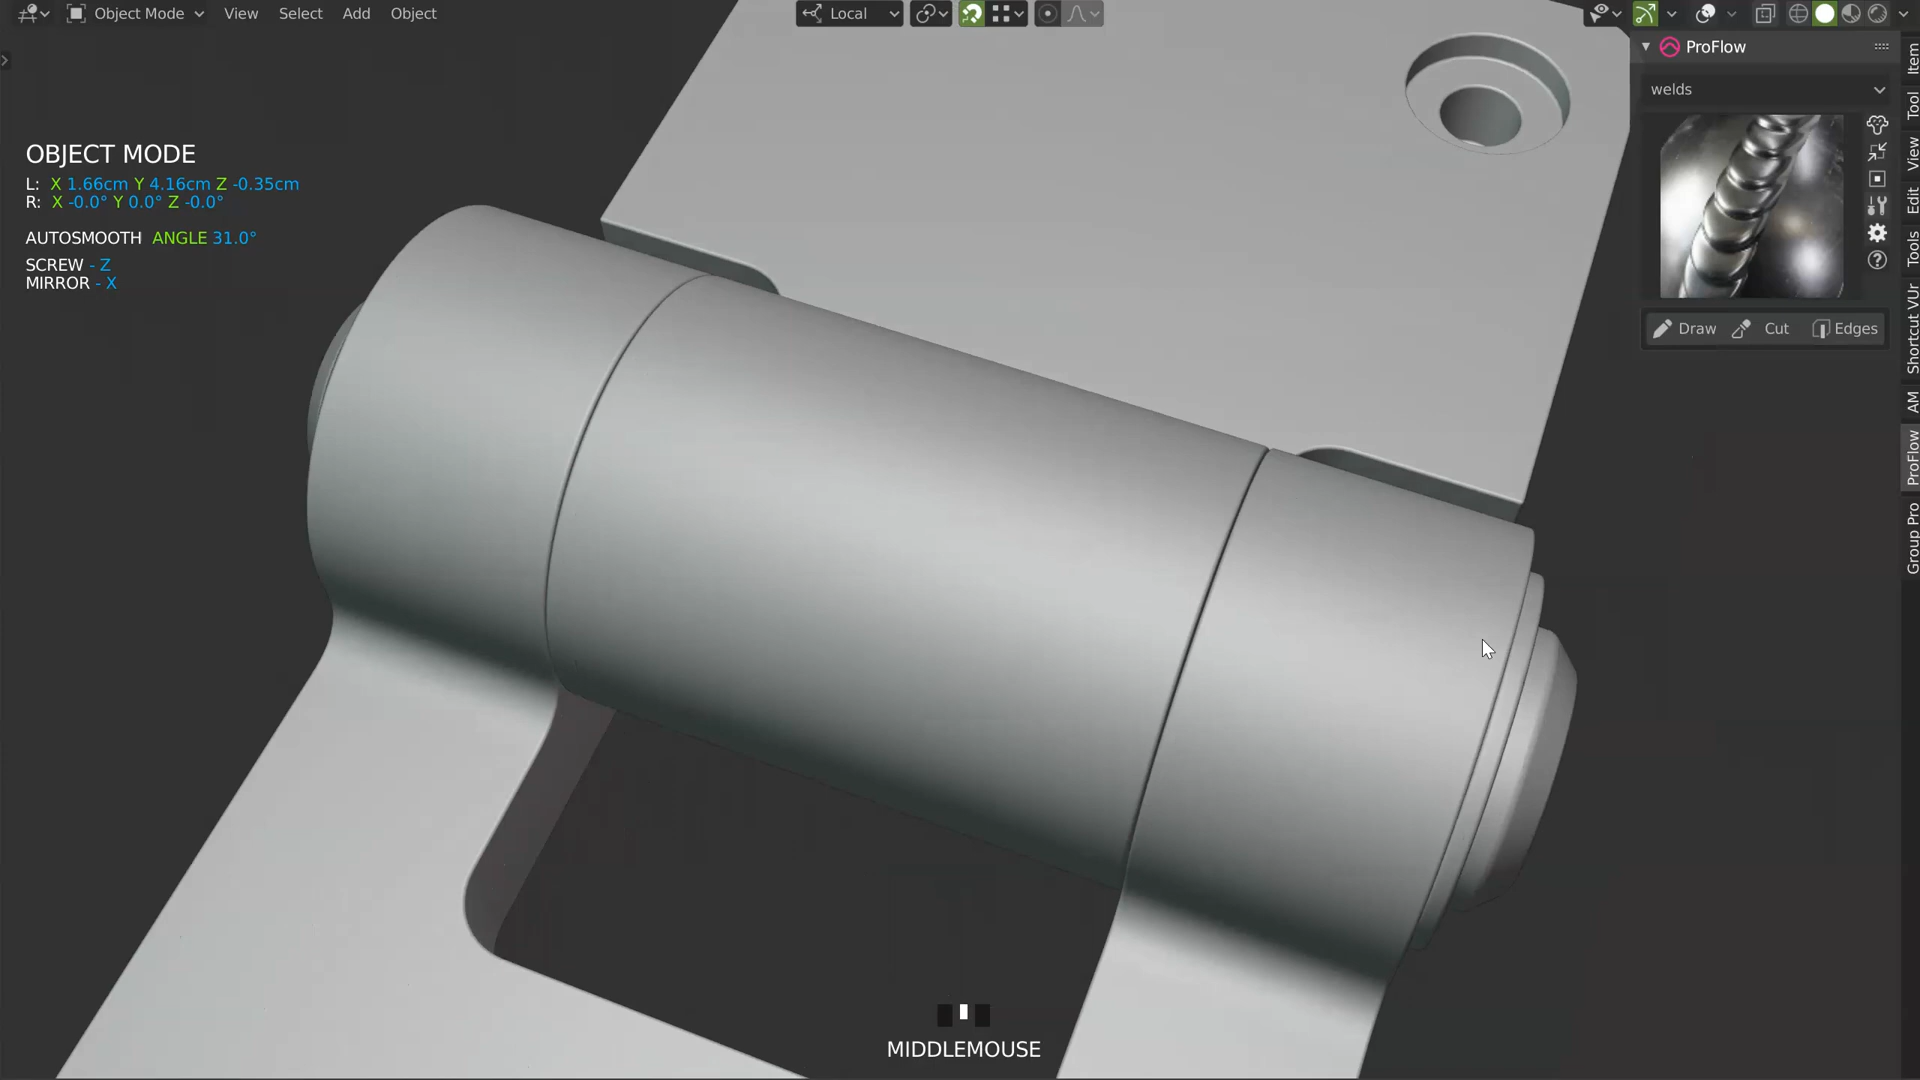 Object Mode View Select Add Object Local
ProFlow
welds
OBJECT MODE
L: X 1.66cm Y 4.16cm Z -0.35cm
R: X -0.0° Y 0.0° Z -0.0°
AUTOSMOOTH ANGLE 31.0°
SCREW - Z
MIRROR - X
Draw Cut Edges
Item
Tool
View
Edit
Tools
Shortcut VUr
AM
ProFlow
Group Pro
MIDDLEMOUSE